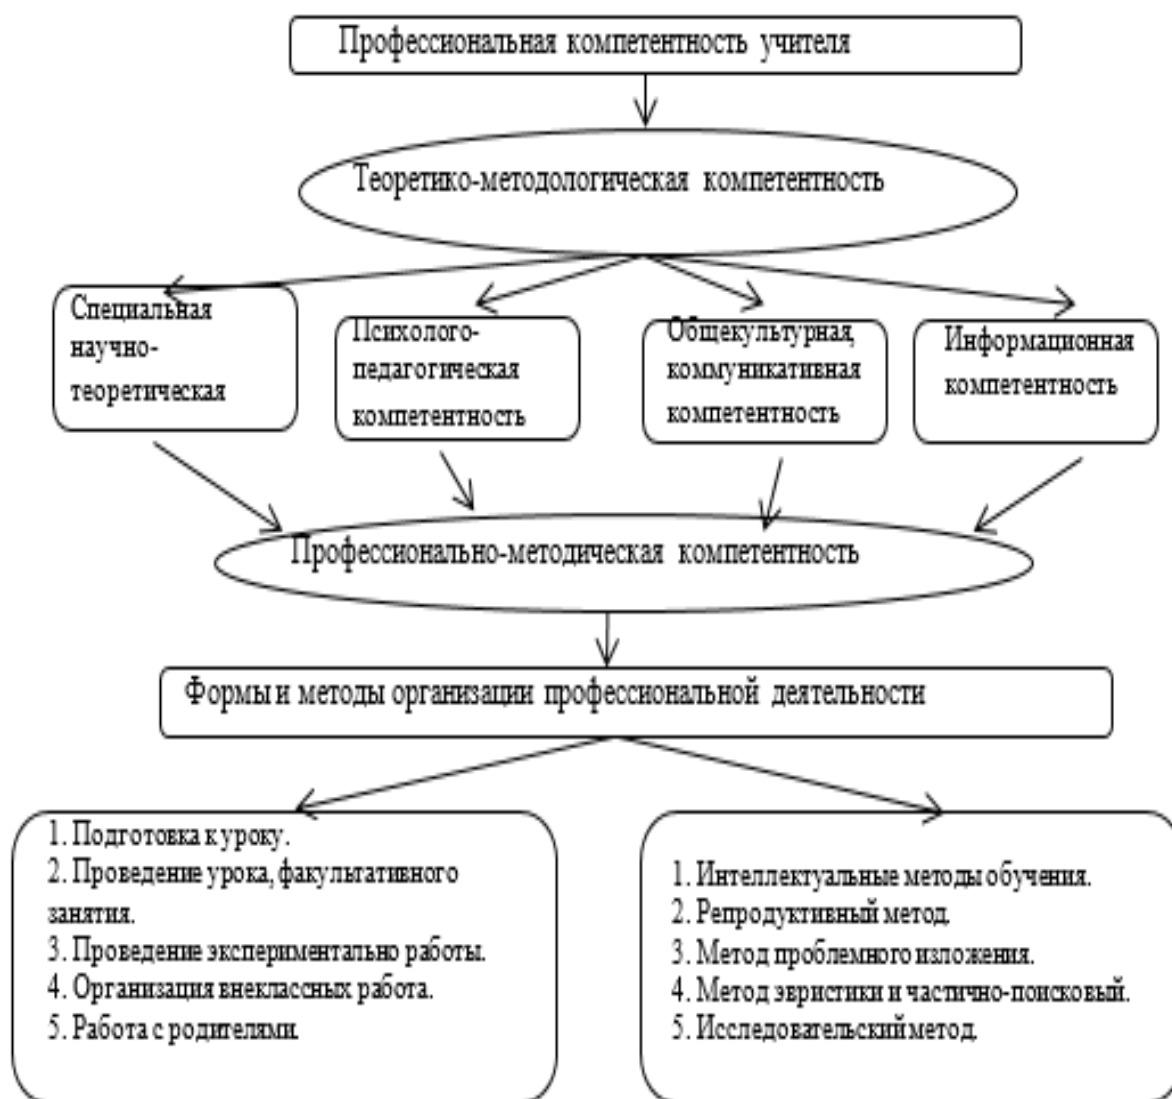 Профессиональная компетентность учителя
Теоретико-методологическая компетентность
Специальная
научно-
теоретическая
Психолого-
педагогическая
компетентность
Общекультурная,
коммуникативная
компетентность
Информационная
компетентность
Профессионально-методическая компетентность
Формы и методы организации профессиональной деятельности
1. Подготовка к уроку.
2. Проведение урока, факультативного
занятия.
3. Проведение экспериментально работы.
4. Организация внеклассных работа.
5. Работа с родителями.
1. Интеллектуальные методы обучения.
2. Репродуктивный метод.
3. Метод проблемного изложения.
4. Метод эвристики и частично-поисковый.
5. Исследовательский метод.